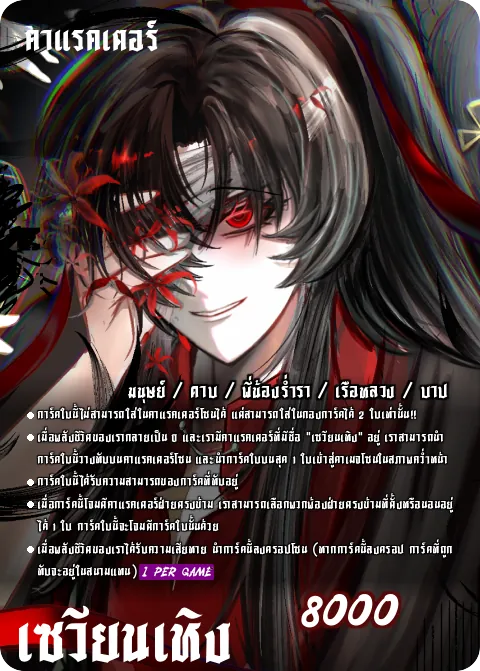 คาแรคเตอร์
มนุษย์ / ดาบ / พี่น้องร่ำรา / เรือหลวง / บาป
การ์ดใบนี้ไม่สามารถใส่ในคาแรคเตอร์โซนได้ แต่สามารถใส่ในกองการ์ดได้ 2 ใบเท่านั้น!!
เมื่อพลังชีวิตของเรากลายเป็น 0 และเรามีคาแรคเตอร์ที่มีชื่อ "เซวียนเทิง" อยู่ เราสามารถนำ
การ์ดใบนี้วางทับบนคาแรคเตอร์โซน และนำการ์ดใบบนสุด 1 ใบเข้าสู่ดาเมจโซนในสภาพคว่ำหน้า
การ์ดใบนี้ได้รับความสามารถของการ์ดที่ทับอยู่
เมื่อการ์ดนี้โจมตีคาแรคเตอร์ฝ่ายตรงข้าม เราสามารถเลือกพวกพ้องฝ่ายตรงข้ามที่ตั้งหรือนอนอยู่
ได้ 1 ใบ การ์ดใบนี้จะโจมตีการ์ดใบนั้นด้วย
เมื่อพลังชีวิตของเราได้รับความเสียหาย นำการ์ดนี้ลงดรอปโซน (หากการ์ดนี้ลงดรอป การ์ดที่ถูก
ทับจะอยู่ในสนามแทน) 1 PER GAME
8000
เซวียนเทิง